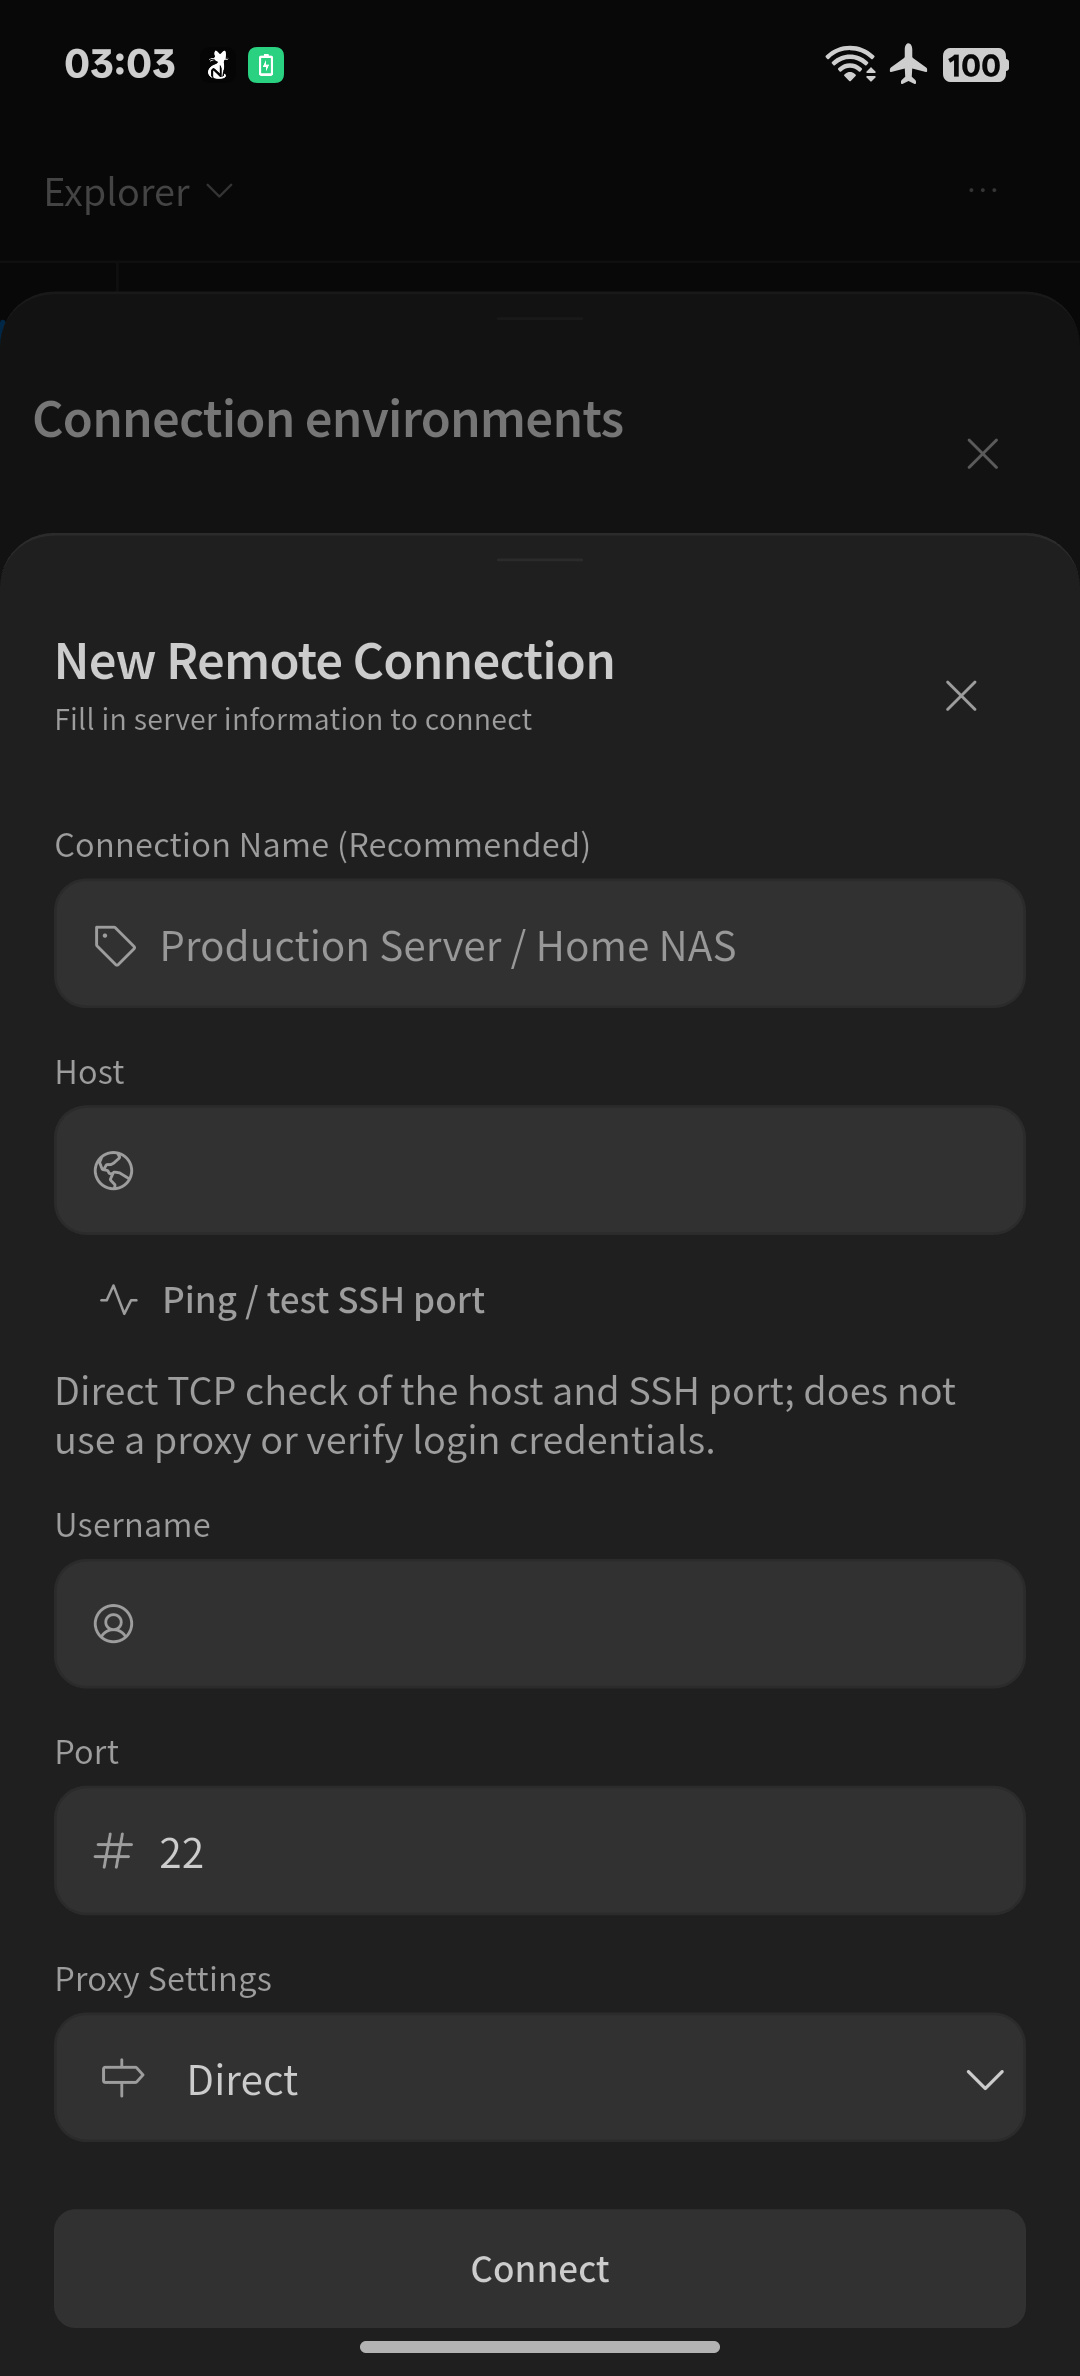 03:03
100
Explorer
...
Connection environments
New Remote Connection
Fill in server information to connect
Connection Name (Recommended)
Production Server / Home NAS
Host
Ping / test SSH port
Direct TCP check of the host and SSH port; does not
use a proxy or verify login credentials.
Username
Port
22
Proxy Settings
Direct
Connect